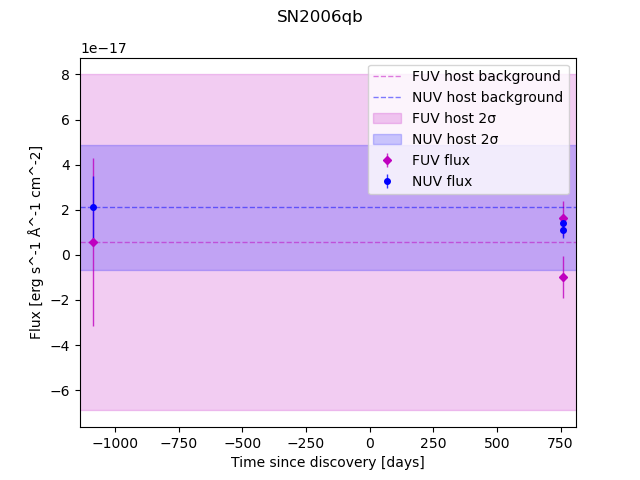 SN2006qb
1e−17
FUV host background
NUV host background
FUV host 2σ
NUV host 2σ
FUV flux
NUV flux
8
6
4
2
0
−2
−4
−6
Flux [erg s^-1 Å^-1 cm^-2]
−1000 −750 −500 −250 0 250 500 750
Time since discovery [days]